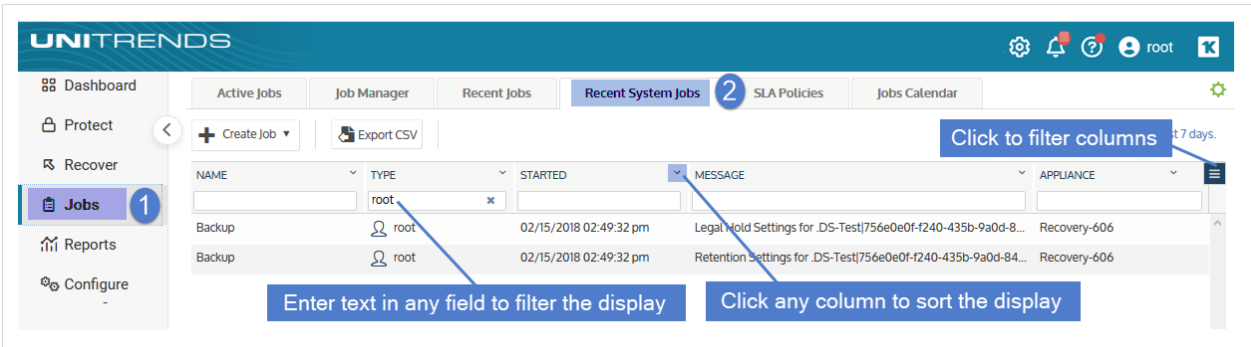 UNITRENDS
root
Dashboard
Protect
Recover
Jobs 1
Reports
Configure
Active Jobs Job Manager Recent Jobs Recent System Jobs 2 SLA Policies Jobs Calendar
Create Job Export CSV
Click to filter columns
t 7 days.
NAME TYPE STARTED MESSAGE APPLIANCE
root
Backup root 02/15/2018 02:49:32 pm Legal Hold Settings for .DS-Test|756e0e0f-f240-435b-9a0d-8... Recovery-606
Backup root 02/15/2018 02:49:32 pm Retention Settings for .DS-Test|756e0e0f-f240-435b-9a0d-84... Recovery-606
Enter text in any field to filter the display
Click any column to sort the display